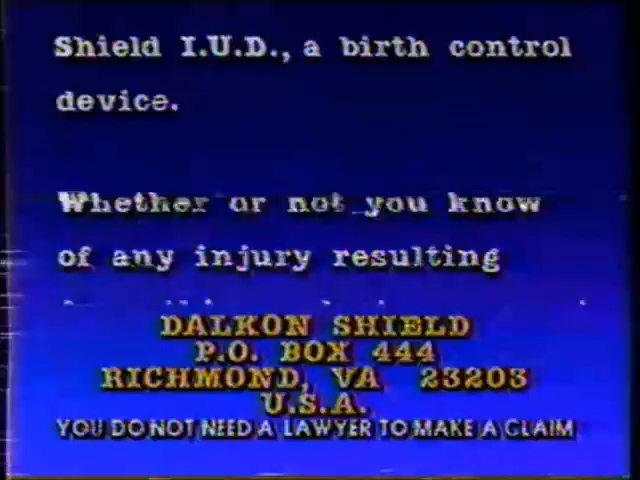 Shield I.U.D., a birth control
device.
Whether or not you know
of any injury resulting
DALKON SHIELD
P.O. BOX 444
RICHMOND, VA 23203
U.S.A.
YOU DO NOT NEED A LAWYER TO MAKE A CLAIM